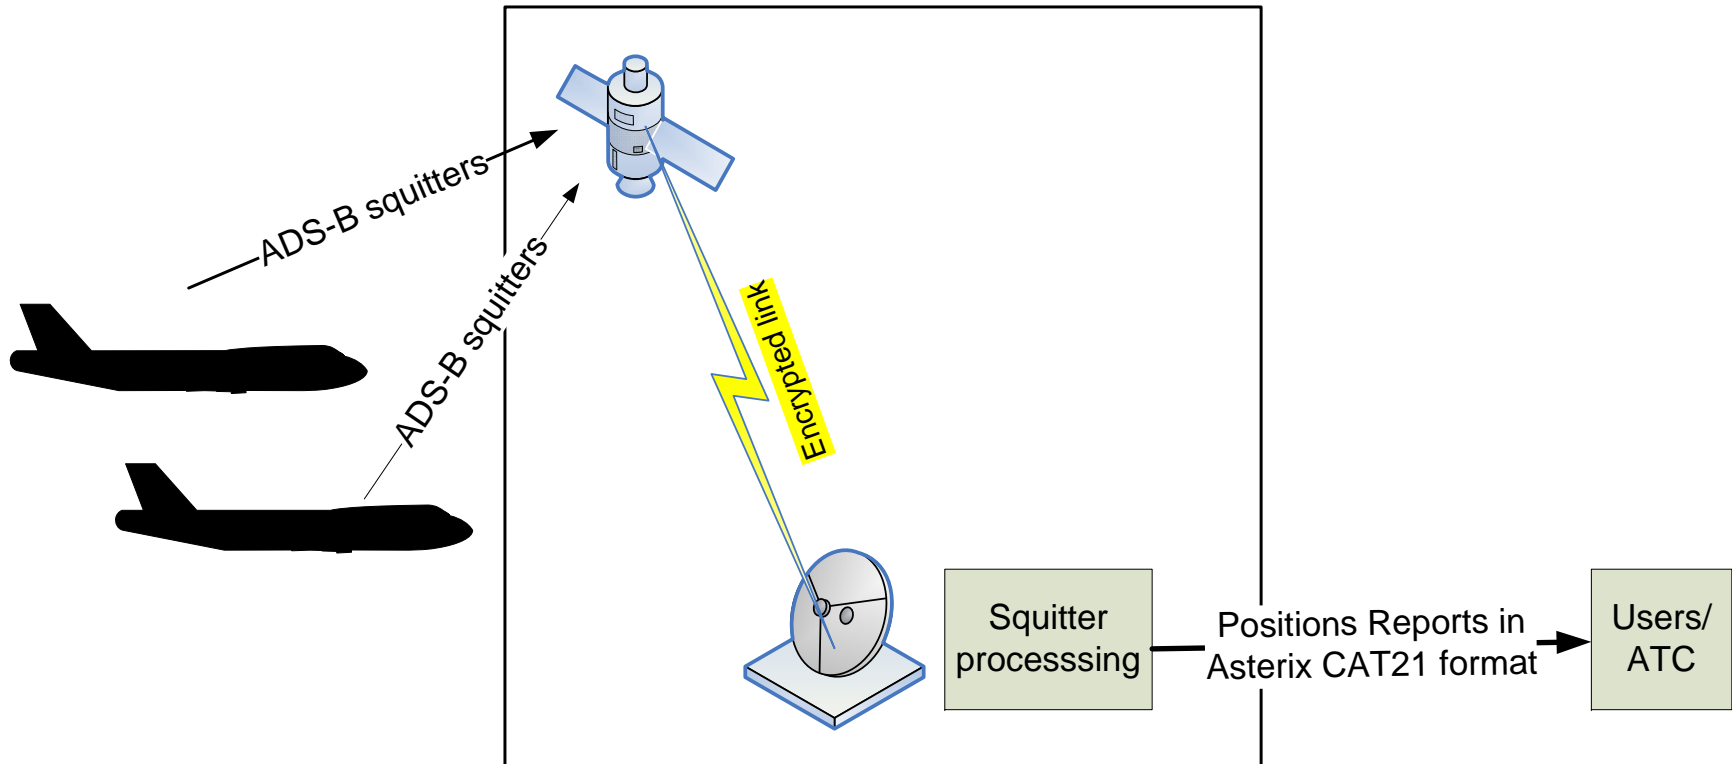 ADS-B squitters
ADS-B squitters
Encrypted link
Squitter
processsing
Positions Reports in
Asterix CAT21 format
Users/
ATC